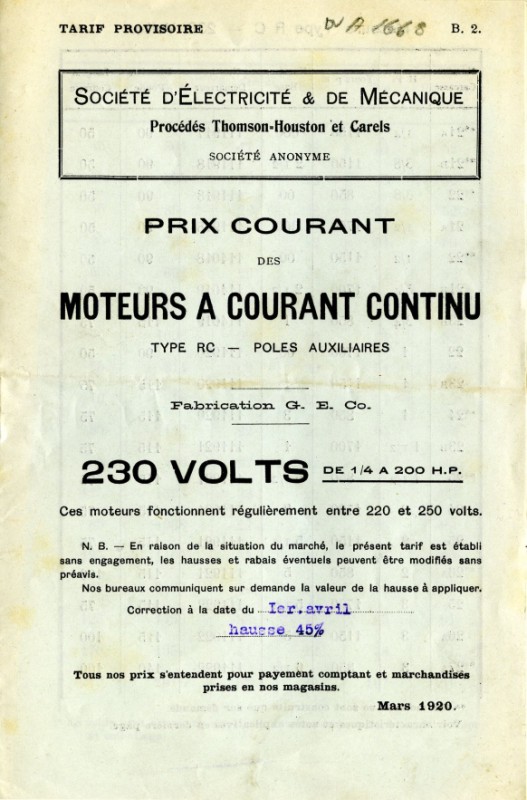 TARIF PROVISOIRE
B. 2.
SOCIÉTÉ D'ÉLECTRICITÉ & DE MÉCANIQUE
Procédés Thomson-Houston et Carels
SOCIÉTÉ ANONYME
PRIX COURANT
DES
MOTEURS A COURANT CONTINU
TYPE RC — POLES AUXILIAIRES
Fabrication G. E. Co.
230 VOLTS DE 1/4 A 200 H.P.
Ces moteurs fonctionnent régulièrement entre 220 et 250 volts.
N. B. — En raison de la situation du marché, le présent tarif est établi
sans engagement, les hausses et rabais éventuels peuvent être modifiés sans
préavis.
Nos bureaux communiquent sur demande la valeur de la hausse à appliquer.
Correction à la date du Ier.avril
hausse 45%
Tous nos prix s'entendent pour payement comptant et marchandises
prises en nos magasins.
Mars 1920.